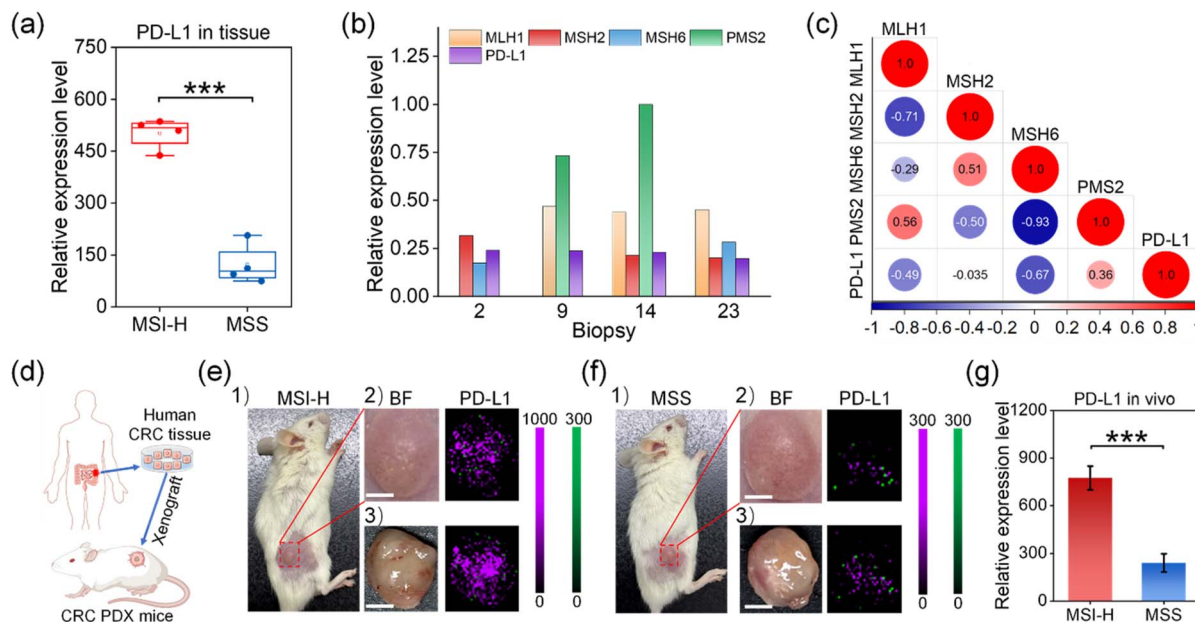 (a)
PD-L1 in tissue
Relative expression level
750
600
450
300
150
0
***
MSI-H
MSS
(b)
MLH1 MSH2 MSH6 PMS2
PD-L1
Relative expression level
1.25
1.00
0.75
0.50
0.25
0.00
2 9 14 23
Biopsy
(c)
MLH1
MSH2
MSH6
PMS2
PD-L1
PD-L1 PMS2 MSH6 MSH2 MLH1
1.0
-0.71 1.0
-0.29 0.51 1.0
0.56 -0.50 -0.93 1.0
-0.49 -0.035 -0.67 0.36 1.0
-1 -0.8 -0.6 -0.4 -0.2 0 0.2 0.4 0.6 0.8 1
(d)
Human
CRC tissue
Xenograft
CRC PDX mice
(e)
1) MSI-H
2) BF
PD-L1
3)
1000 300
0 0
(f)
1) MSS
2) BF
PD-L1
3)
300 300
0 0
(g)
PD-L1 in vivo
Relative expression level
1200
900
600
300
0
***
MSI-H
MSS